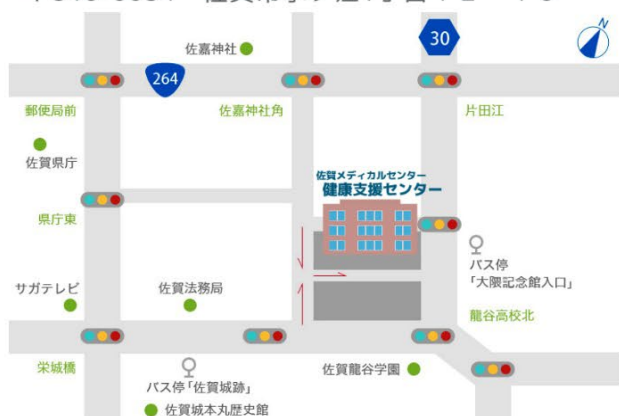 佐嘉神社
30
N
264
郵便局前
佐嘉神社角
片田江
佐賀県庁
佐賀メディカルセンター
健康支援センター
県庁東
バス停
「大隈記念館入口」
サガテレビ
佐賀法務局
龍谷高校北
栄城橋
バス停「佐賀城跡」
佐賀龍谷学園
佐賀城本丸歴史館